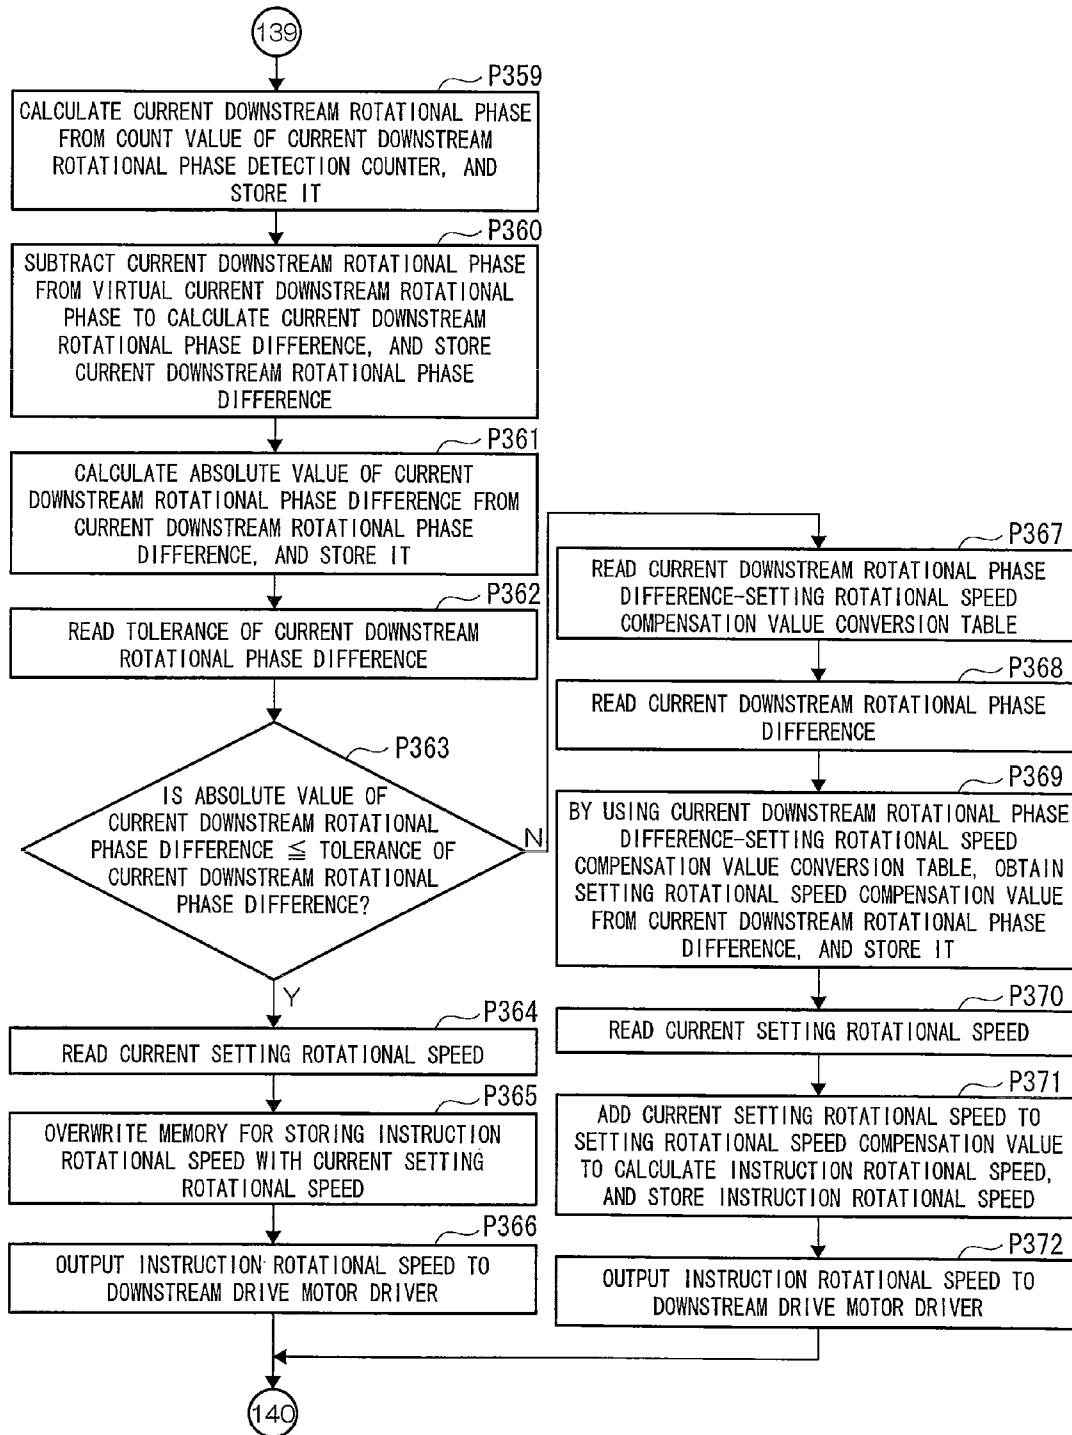 139
P359
CALCULATE CURRENT DOWNSTREAM ROTATIONAL PHASE
FROM COUNT VALUE OF CURRENT DOWNSTREAM
ROTATIONAL PHASE DETECTION COUNTER, AND
STORE IT
P360
SUBTRACT CURRENT DOWNSTREAM ROTATIONAL PHASE
FROM VIRTUAL CURRENT DOWNSTREAM ROTATIONAL
PHASE TO CALCULATE CURRENT DOWNSTREAM
ROTATIONAL PHASE DIFFERENCE, AND STORE
CURRENT DOWNSTREAM ROTATIONAL PHASE
DIFFERENCE
P361
CALCULATE ABSOLUTE VALUE OF CURRENT
DOWNSTREAM ROTATIONAL PHASE DIFFERENCE FROM
CURRENT DOWNSTREAM ROTATIONAL PHASE
DIFFERENCE, AND STORE IT
P362
READ TOLERANCE OF CURRENT DOWNSTREAM
ROTATIONAL PHASE DIFFERENCE
P363
IS ABSOLUTE VALUE OF
CURRENT DOWNSTREAM ROTATIONAL
PHASE DIFFERENCE ≦ TOLERANCE OF
CURRENT DOWNSTREAM ROTATIONAL
PHASE DIFFERENCE?
N
Y
P364
READ CURRENT SETTING ROTATIONAL SPEED
P365
OVERWRITE MEMORY FOR STORING INSTRUCTION
ROTATIONAL SPEED WITH CURRENT SETTING
ROTATIONAL SPEED
P366
OUTPUT INSTRUCTION ROTATIONAL SPEED TO
DOWNSTREAM DRIVE MOTOR DRIVER
P367
READ CURRENT DOWNSTREAM ROTATIONAL PHASE
DIFFERENCE-SETTING ROTATIONAL SPEED
COMPENSATION VALUE CONVERSION TABLE
P368
READ CURRENT DOWNSTREAM ROTATIONAL PHASE
DIFFERENCE
P369
BY USING CURRENT DOWNSTREAM ROTATIONAL PHASE
DIFFERENCE-SETTING ROTATIONAL SPEED
COMPENSATION VALUE CONVERSION TABLE, OBTAIN
SETTING ROTATIONAL SPEED COMPENSATION VALUE
FROM CURRENT DOWNSTREAM ROTATIONAL PHASE
DIFFERENCE, AND STORE IT
P370
READ CURRENT SETTING ROTATIONAL SPEED
P371
ADD CURRENT SETTING ROTATIONAL SPEED TO
SETTING ROTATIONAL SPEED COMPENSATION VALUE
TO CALCULATE INSTRUCTION ROTATIONAL SPEED,
AND STORE INSTRUCTION ROTATIONAL SPEED
P372
OUTPUT INSTRUCTION ROTATIONAL SPEED TO
DOWNSTREAM DRIVE MOTOR DRIVER
140